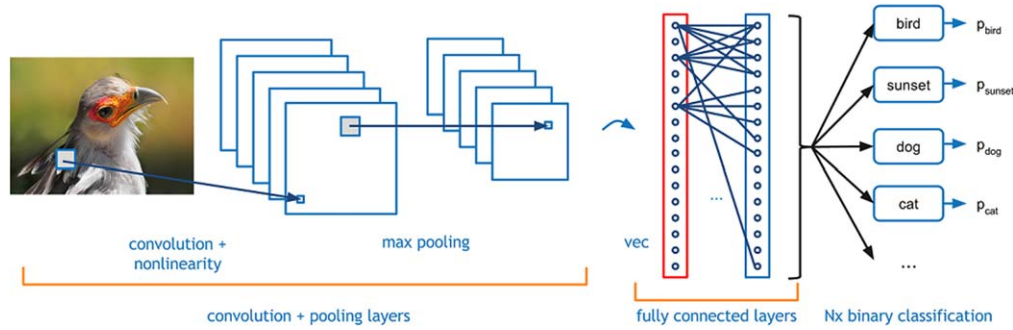 bird
p_bird
sunset
p_sunset
dog
p_dog
cat
p_cat
...
...
convolution +
nonlinearity
max pooling
vec
convolution + pooling layers
fully connected layers
Nx binary classification